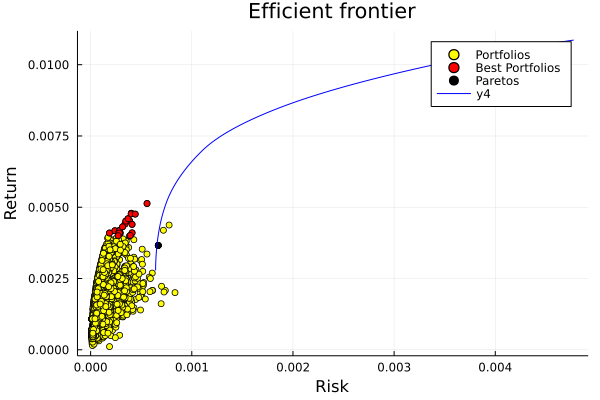 Efficient frontier
Portfolios
Best Portfolios
Paretos
y4
Return
0.0100
0.0075
0.0050
0.0025
0.0000
0.000
0.001
0.002
0.003
0.004
Risk